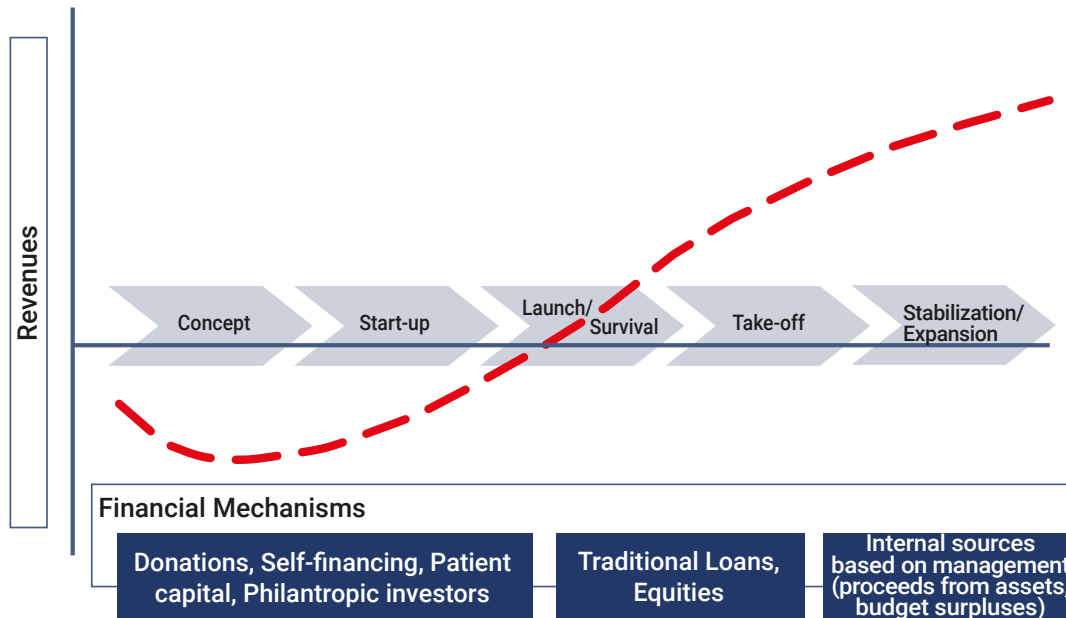 Revenues
Concept
Start-up
Launch/
Survival
Take-off
Stabilization/
Expansion
Financial Mechanisms
Donations, Self-financing, Patient
capital, Philantropic investors
Traditional Loans,
Equities
Internal sources
based on management
(proceeds from assets,
budget surpluses)